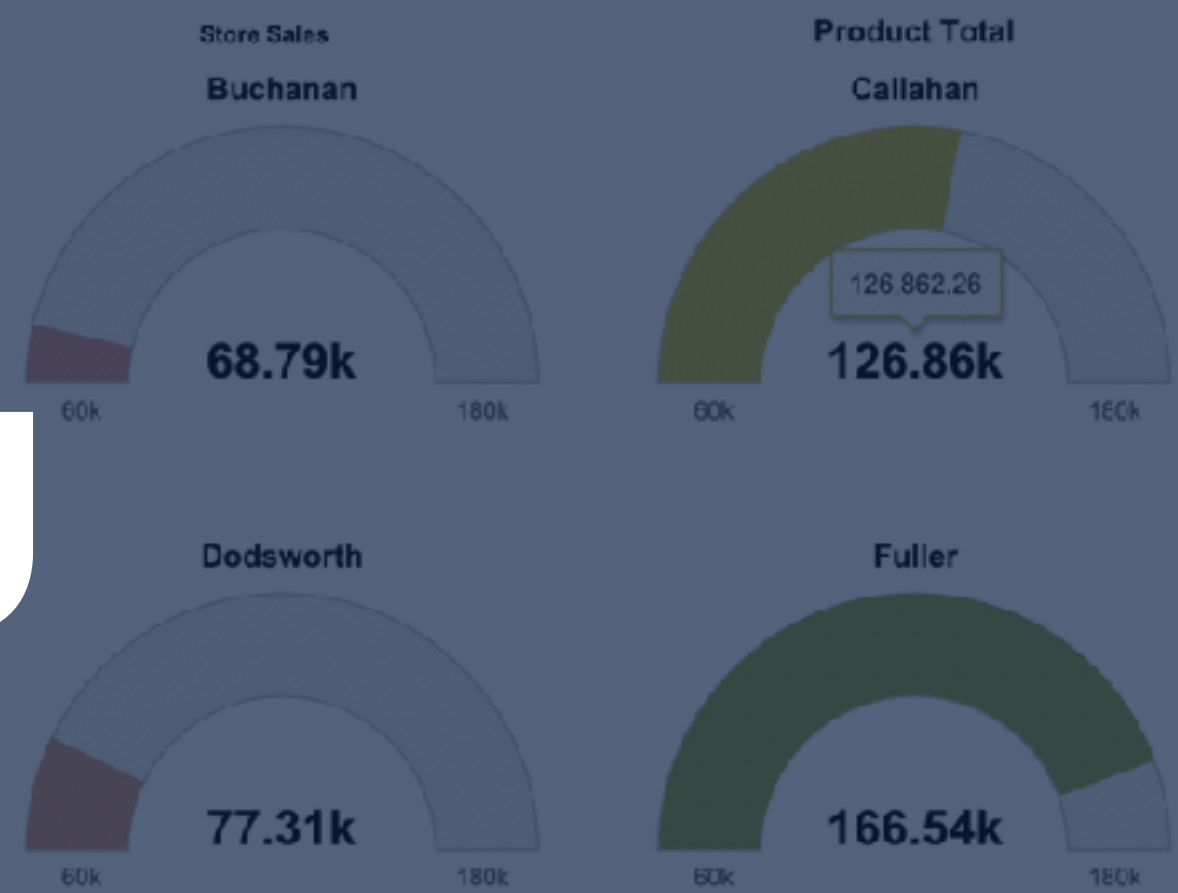 Store Sales
Product Total
Buchanan
Callahan
126,862.26
68.79k
126.86k
60k
180k
60k
180k
Dodsworth
Fuller
77.31k
166.54k
60k
180k
60k
180k